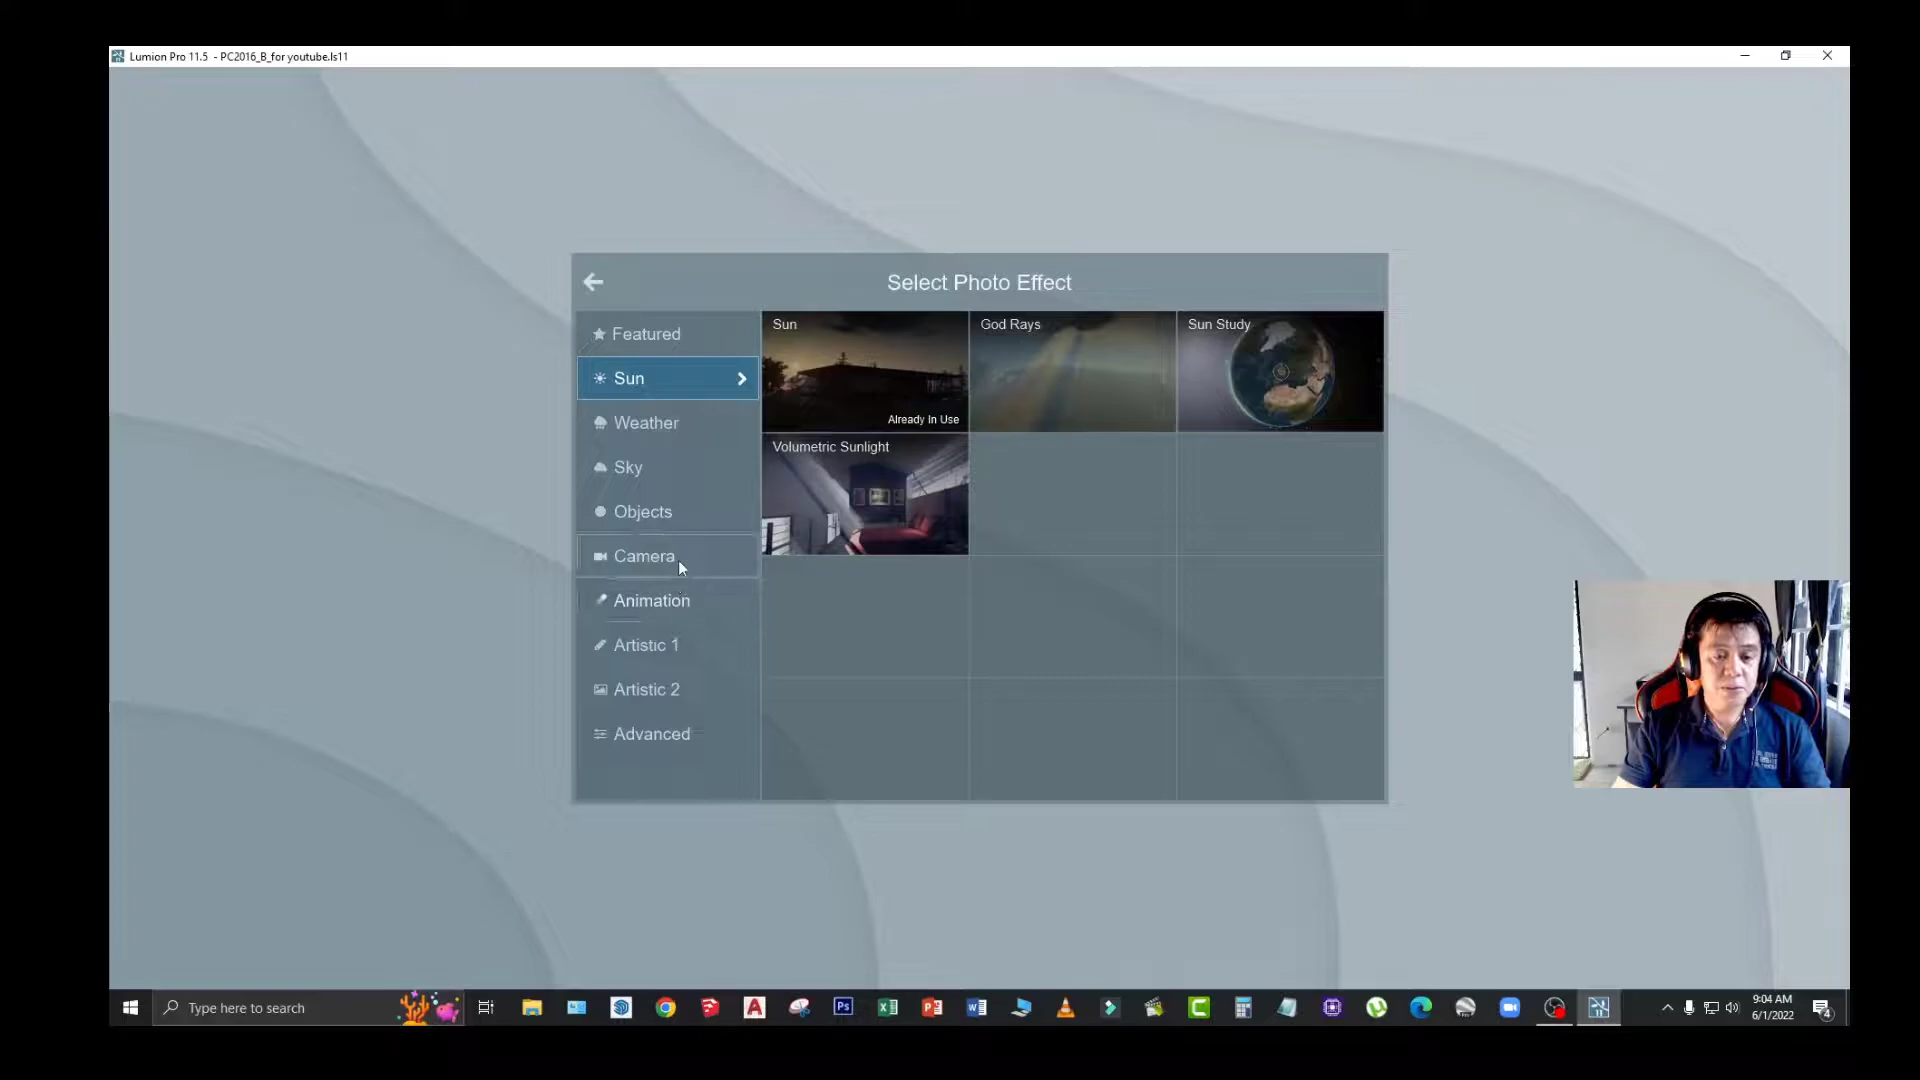 Lumion Pro 11.5 - PC2016_B_for youtube.ls11
Select Photo Effect
Featured
Sun
Weather
Sky
Objects
Camera
Animation
Artistic 1
Artistic 2
Advanced
Sun
Already In Use
God Rays
Sun Study
Volumetric Sunlight
Type here to search
9:04 AM
6/1/2022
4